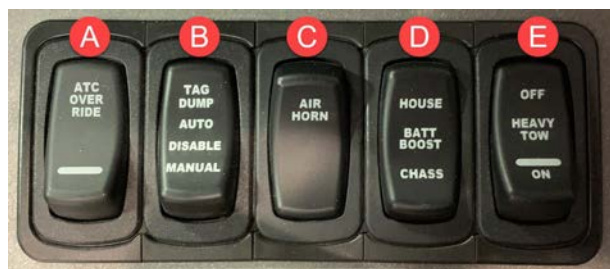 A
B
C
D
E
ATC
OVER
RIDE
TAG
DUMP
AUTO
DISABLE
MANUAL
AIR
HORN
HOUSE
BATT
BOOST
CHASS
OFF
HEAVY
TOW
ON